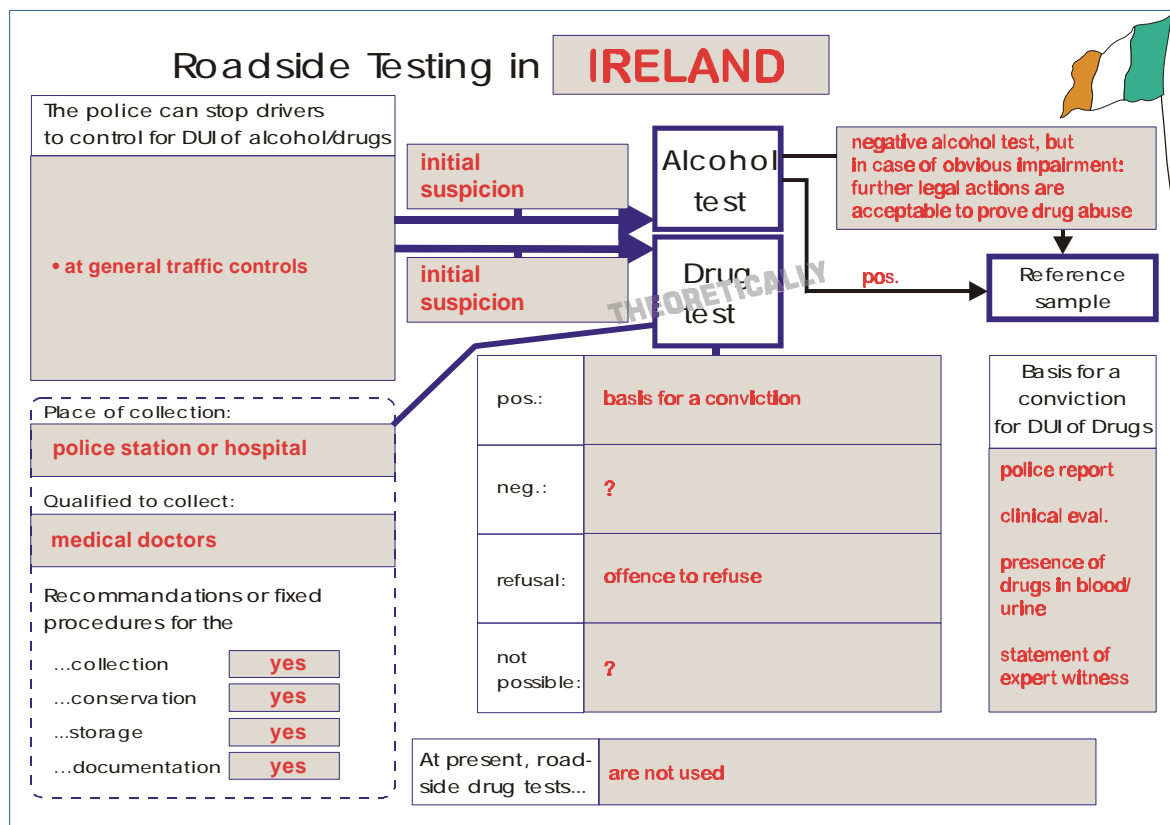 Roadside Testing in IRELAND
The police can stop drivers
to control for DUI of alcohol/drugs
• at general traffic controls
initial
suspicion
initial
suspicion
Alcohol
test
Drug
test
THEORETICALLY
negative alcohol test, but
in case of obvious impairment:
further legal actions are
acceptable to prove drug abuse
pos.
Reference
sample
Place of collection:
police station or hospital
Qualified to collect:
medical doctors
Recommandations or fixed
procedures for the
...collection yes
...conservation yes
...storage yes
...documentation yes
pos.: basis for a conviction
neg.: ?
refusal: offence to refuse
not
possible: ?
Basis for a
conviction
for DUI of Drugs
police report
clinical eval.
presence of
drugs in blood/
urine
statement of
expert witness
At present, road-
side drug tests... are not used